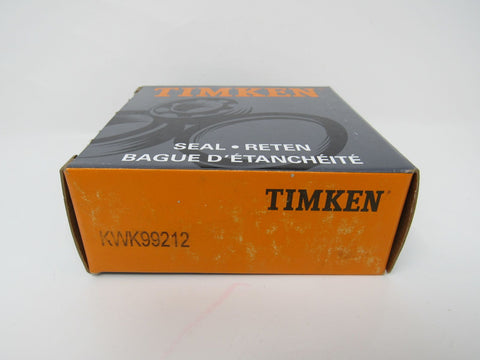 TIMKEN
SEAL • RETEN
BAGUE D'ÉTANCHÉITÉ
TIMKEN
KWK99212